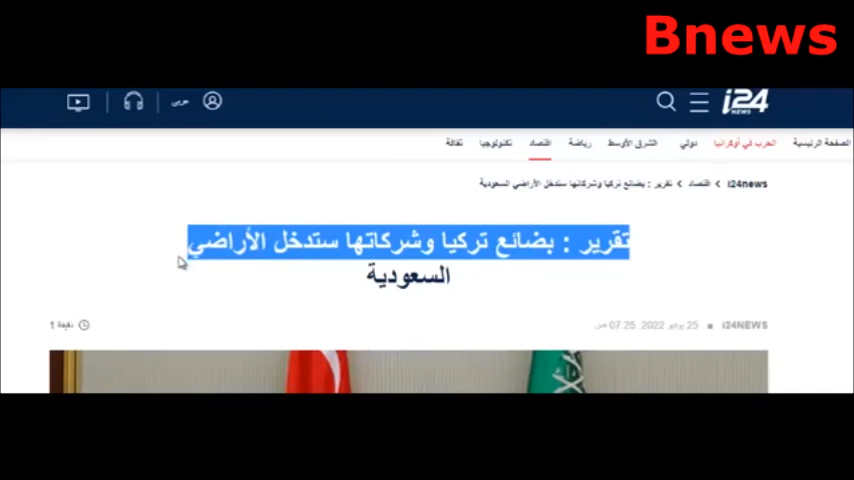 Bnews
عربي
i24
NEWS
الصفحة الرئيسية الحرب في أوكرانيا دولي الشرق الأوسط رياضة اقتصاد تكنولوجيا ثقافة
i24news > اقتصاد > تقرير : بضائع تركيا وشركاتها ستدخل الأراضي السعودية
تقرير : بضائع تركيا وشركاتها ستدخل الأراضي
السعودية
i24NEWS ■ 25 يونيو 2022, 07:25 ص
دقيقة 1